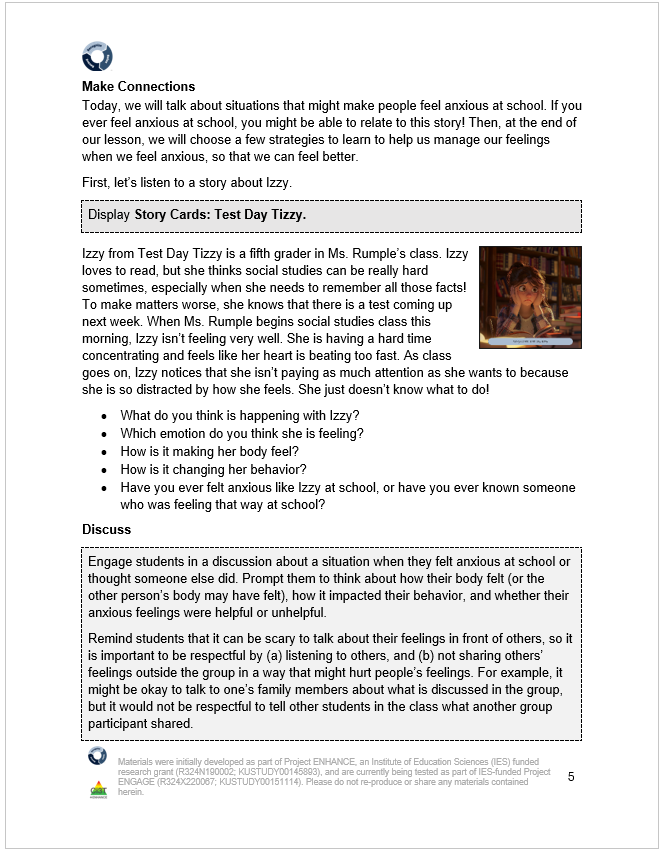 Make Connections
Today, we will talk about situations that might make people feel anxious at school. If you
ever feel anxious at school, you might be able to relate to this story! Then, at the end of
our lesson, we will choose a few strategies to learn to help us manage our feelings
when we feel anxious, so that we can feel better.
First, let’s listen to a story about Izzy.
Display Story Cards: Test Day Tizzy.
Izzy from Test Day Tizzy is a fifth grader in Ms. Rumple’s class. Izzy
loves to read, but she thinks social studies can be really hard
sometimes, especially when she needs to remember all those facts!
To make matters worse, she knows that there is a test coming up
next week. When Ms. Rumple begins social studies class this
morning, Izzy isn’t feeling very well. She is having a hard time
concentrating and feels like her heart is beating too fast. As class
goes on, Izzy notices that she isn’t paying as much attention as she wants to because
she is so distracted by how she feels. She just doesn’t know what to do!
• What do you think is happening with Izzy?
• Which emotion do you think she is feeling?
• How is it making her body feel?
• How is it changing her behavior?
• Have you ever felt anxious like Izzy at school, or have you ever known someone
who was feeling that way at school?
Discuss
Engage students in a discussion about a situation when they felt anxious at school or
thought someone else did. Prompt them to think about how their body felt (or the
other person’s body may have felt), how it impacted their behavior, and whether their
anxious feelings were helpful or unhelpful.
Remind students that it can be scary to talk about their feelings in front of others, so it
is important to be respectful by (a) listening to others, and (b) not sharing others’
feelings outside the group in a way that might hurt people’s feelings. For example, it
might be okay to talk to one’s family members about what is discussed in the group,
but it would not be respectful to tell other students in the class what another group
participant shared.
Materials were initially developed as part of Project ENHANCE, an Institute of Education Sciences (IES) funded
research grant (R324N190002; KUSTUDY00145893), and are currently being tested as part of IES-funded Project
ENGAGE (R324X220067; KUSTUDY00151114). Please do not re-produce or share any materials contained
herein.
5